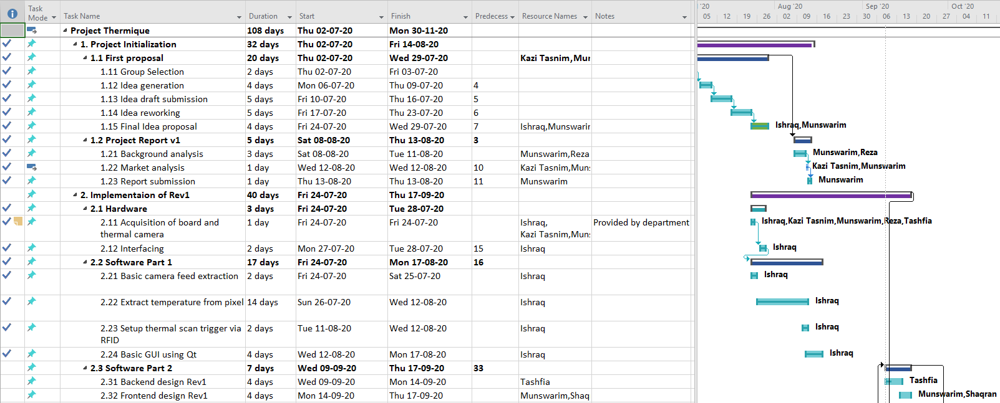 Task Mode Task Name Duration Start Finish Predecess Resource Names Notes '20 Aug '20 Sep '20 Oct '20
05 12 19 26 02 09 16 23 30 06 13 20 27 04 11
Project Thermique 108 days Thu 02-07-20 Mon 30-11-20
1. Project Initialization 32 days Thu 02-07-20 Fri 14-08-20
1.1 First proposal 20 days Thu 02-07-20 Wed 29-07-20 Kazi Tasnim,Mur
1.11 Group Selection 2 days Thu 02-07-20 Fri 03-07-20
1.12 Idea generation 4 days Mon 06-07-20 Thu 09-07-20 4
1.13 Idea draft submission 5 days Fri 10-07-20 Thu 16-07-20 5
1.14 Idea reworking 5 days Fri 17-07-20 Thu 23-07-20 6
1.15 Final Idea proposal 4 days Fri 24-07-20 Wed 29-07-20 7 Ishraq,Munswarin Ishraq,Munswarim
1.2 Project Report v1 5 days Sat 08-08-20 Thu 13-08-20 3
1.21 Background analysis 3 days Sat 08-08-20 Tue 11-08-20 Munswarim,Reza Munswarim,Reza
1.22 Market analysis 1 day Wed 12-08-20 Wed 12-08-20 10 Kazi Tasnim,Muns Kazi Tasnim,Munswarim
1.23 Report submission 1 day Thu 13-08-20 Thu 13-08-20 11 Munswarim Munswarim
2. Implementaion of Rev1 40 days Fri 24-07-20 Thu 17-09-20
2.1 Hardware 3 days Fri 24-07-20 Tue 28-07-20
2.11 Acquisition of board and 1 day Fri 24-07-20 Fri 24-07-20 Ishraq, Provided by department Ishraq,Kazi Tasnim,Munswarim,Reza,Tashfia
thermal camera Kazi Tasnim,Muns
2.12 Interfacing 2 days Mon 27-07-20 Tue 28-07-20 15 Ishraq Ishraq
2.2 Software Part 1 17 days Fri 24-07-20 Mon 17-08-20 16
2.21 Basic camera feed extraction 2 days Fri 24-07-20 Sat 25-07-20 Ishraq Ishraq
2.22 Extract temperature from pixel 14 days Sun 26-07-20 Wed 12-08-20 Ishraq Ishraq
2.23 Setup thermal scan trigger via 2 days Tue 11-08-20 Wed 12-08-20 Ishraq Ishraq
RFID
2.24 Basic GUI using Qt 4 days Wed 12-08-20 Mon 17-08-20 Ishraq Ishraq
2.3 Software Part 2 7 days Wed 09-09-20 Thu 17-09-20 33
2.31 Backend design Rev1 4 days Wed 09-09-20 Mon 14-09-20 Tashfia Tashfia
2.32 Frontend design Rev1 4 days Mon 14-09-20 Thu 17-09-20 Munswarim,Shaq Munswarim,Shaqran